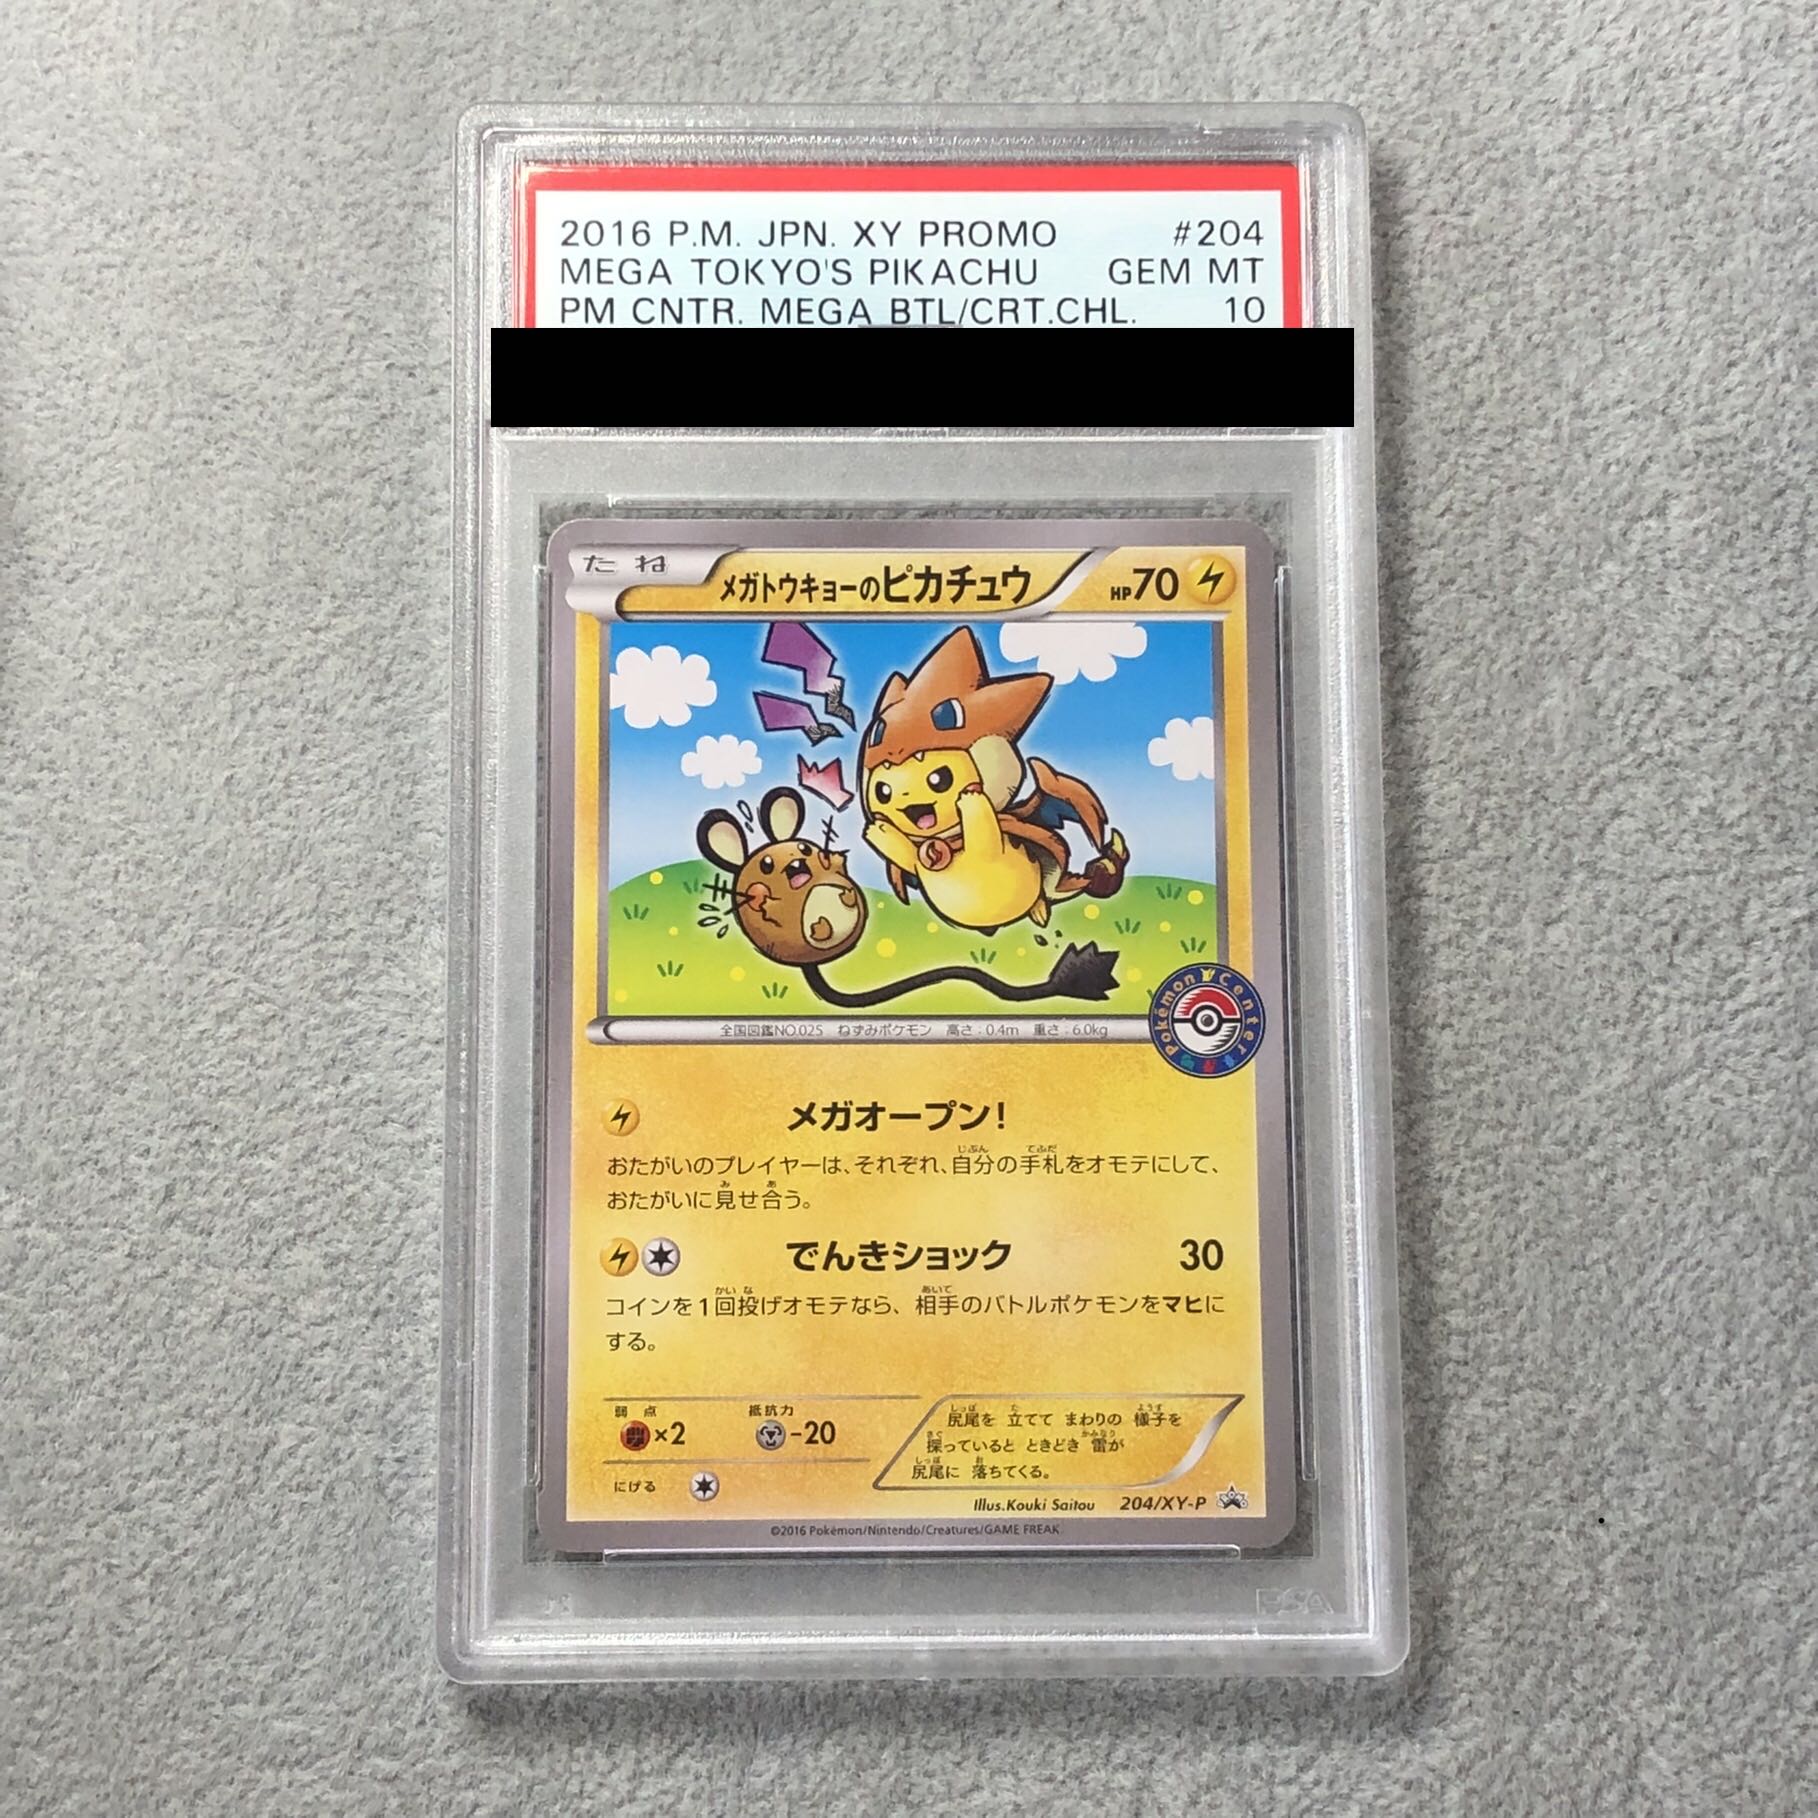 2016 P.M. JPN. XY PROMO #204
MEGA TOKYO'S PIKACHU GEM MT
PM CNTR. MEGA BTL/CRT.CHL. 10
たね メガトウキョーのピカチュウ HP70
Pokémon Center
全国図鑑NO.025 ねずみポケモン 高さ:0.4m 重さ:6.0kg
メガオープン!
おたがいのプレイヤーは、それぞれ、自分の手札をオモテにして、
おたがいに見せ合う。
でんきショック 30
コインを1回投げオモテなら、相手のバトルポケモンをマヒに
する。
弱点 抵抗力
×2 -20
にげる
尻尾を 立てて まわりの 様子を
探っていると ときどき 雷が
尻尾に 落ちてくる。
Illus.Kouki Saitou 204/XY-P
©2016 Pokémon/Nintendo/Creatures/GAME FREAK
PSA